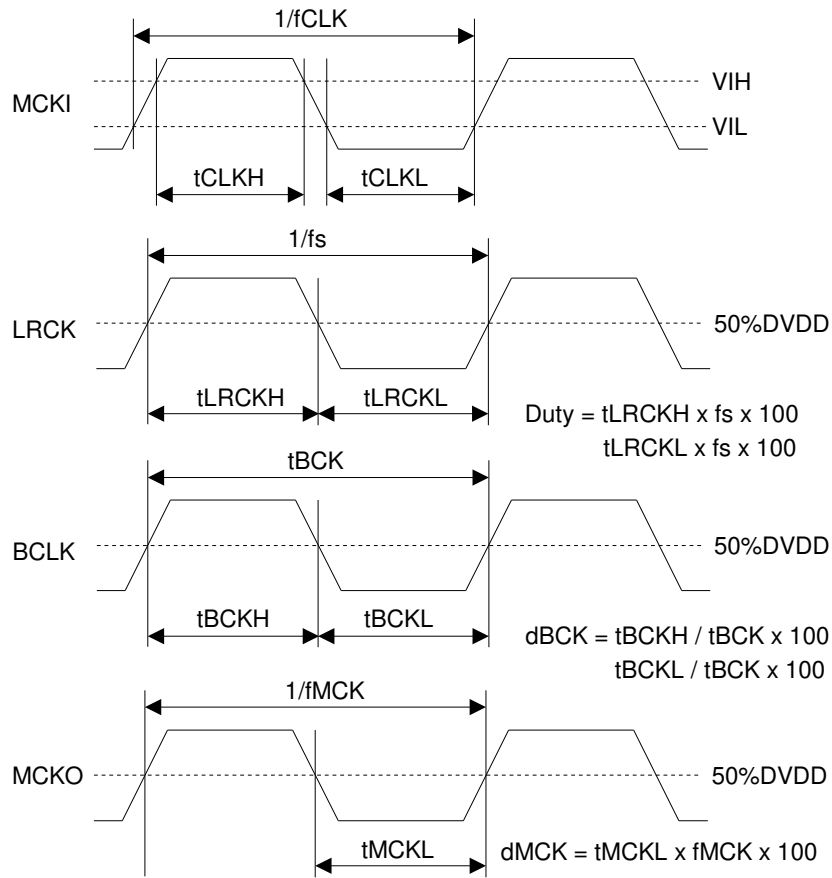 1/fCLK
MCKI
VIH
VIL
tCLKH
tCLKL
1/fs
LRCK
50%DVDD
tLRCKH
tLRCKL
Duty = tLRCKH x fs x 100
tLRCKL x fs x 100
tBCK
BCLK
50%DVDD
tBCKH
tBCKL
dBCK = tBCKH / tBCK x 100
tBCKL / tBCK x 100
1/fMCK
MCKO
50%DVDD
tMCKL
dMCK = tMCKL x fMCK x 100